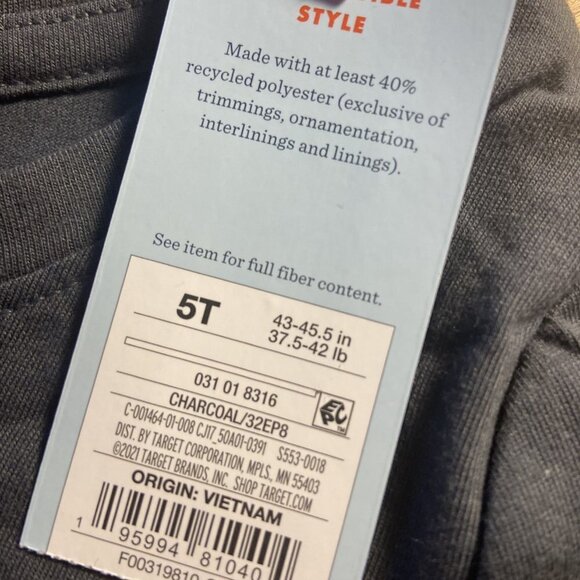 STYLE
Made with at least 40%
recycled polyester (exclusive of
trimmings, ornamentation,
interlinings and linings).
See item for full fiber content.
5T
43-45.5 in
37.5-42 lb
031 01 8316
CHARCOAL/32EP8
EPC
TM
C-001464-01-008 CJ17_50A01-0391 S553-0018
DIST. BY TARGET CORPORATION, MPLS, MN 55403
©2021 TARGET BRANDS, INC. SHOP TARGET.COM
ORIGIN: VIETNAM
1 95994 81040